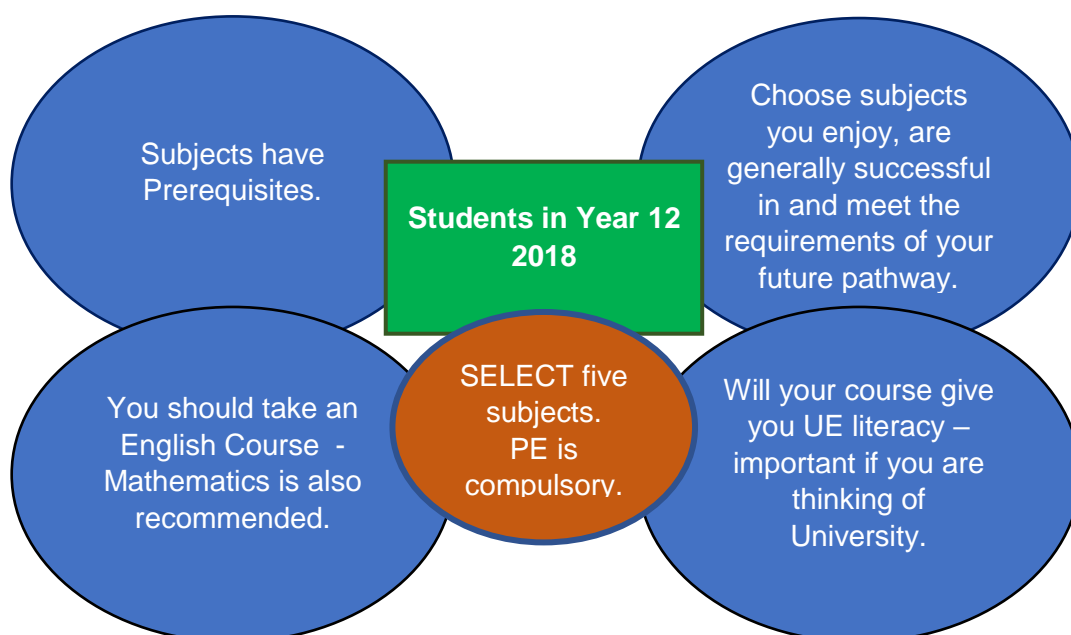 Subjects have
Prerequisites.
Choose subjects
you enjoy, are
generally successful
in and meet the
requirements of your
future pathway.
Students in Year 12
2018
You should take an
English Course  -
Mathematics is also
recommended.
SELECT five
subjects.
PE is
compulsory.
Will your course give
you UE literacy –
important if you are
thinking of
University.